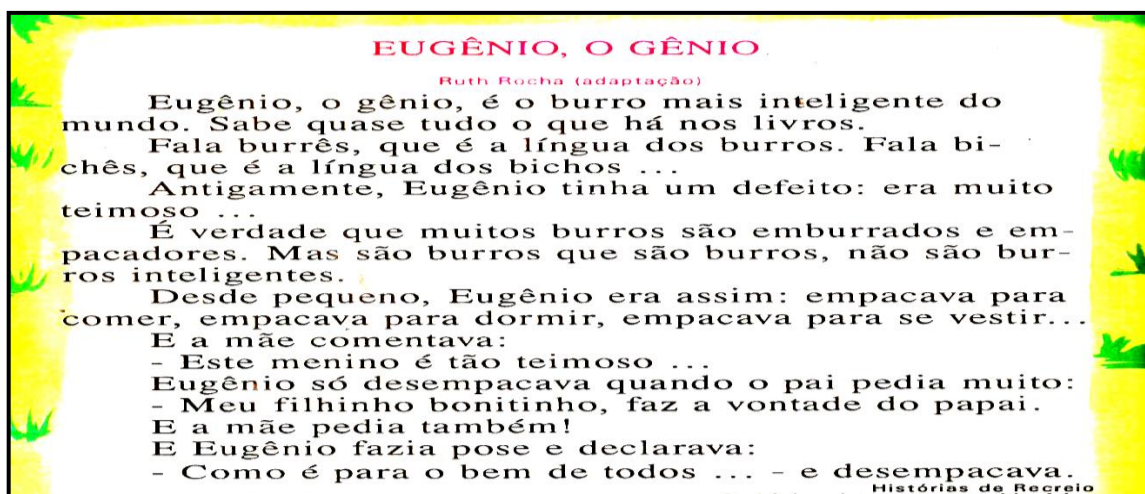 EUGÊNIO, O GÊNIO
Ruth Rocha (adaptação)
Eugênio, o gênio, é o burro mais inteligente do
mundo. Sabe quase tudo o que há nos livros.
Fala burrês, que é a língua dos burros. Fala bi-
chês, que é a língua dos bichos ...
Antigamente, Eugênio tinha um defeito: era muito
teimoso ...
É verdade que muitos burros são emburrados e em-
pacadores. Mas são burros que são burros, não são bur-
ros inteligentes.
Desde pequeno, Eugênio era assim: empacava para
comer, empacava para dormir, empacava para se vestir...
E a mãe comentava:
- Este menino é tão teimoso ...
Eugênio só desempacava quando o pai pedia muito:
- Meu filhinho bonitinho, faz a vontade do papai.
E a mãe pedia também!
E Eugênio fazia pose e declarava:
- Como é para o bem de todos ... - e desempacava.
Histórias de Recreio